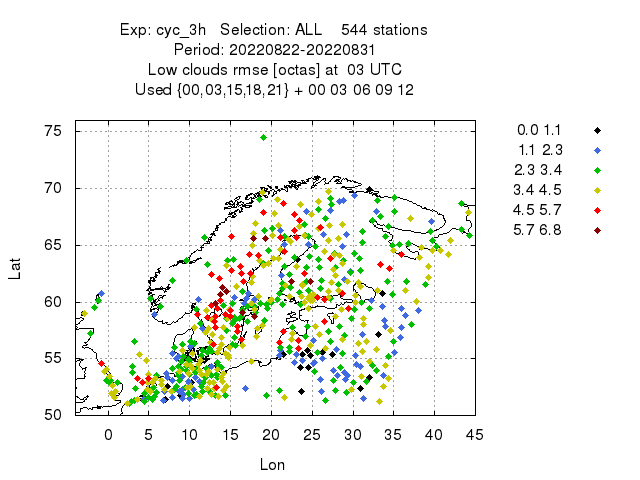 Exp: cyc_3h Selection: ALL 544 stations
Period: 20220822-20220831
Low clouds rmse [octas] at 03 UTC
Used {00,03,15,18,21} + 00 03 06 09 12
75
70
65
60
55
50
Lat
0 5 10 15 20 25 30 35 40 45
Lon
0.0 1.1
1.1 2.3
2.3 3.4
3.4 4.5
4.5 5.7
5.7 6.8